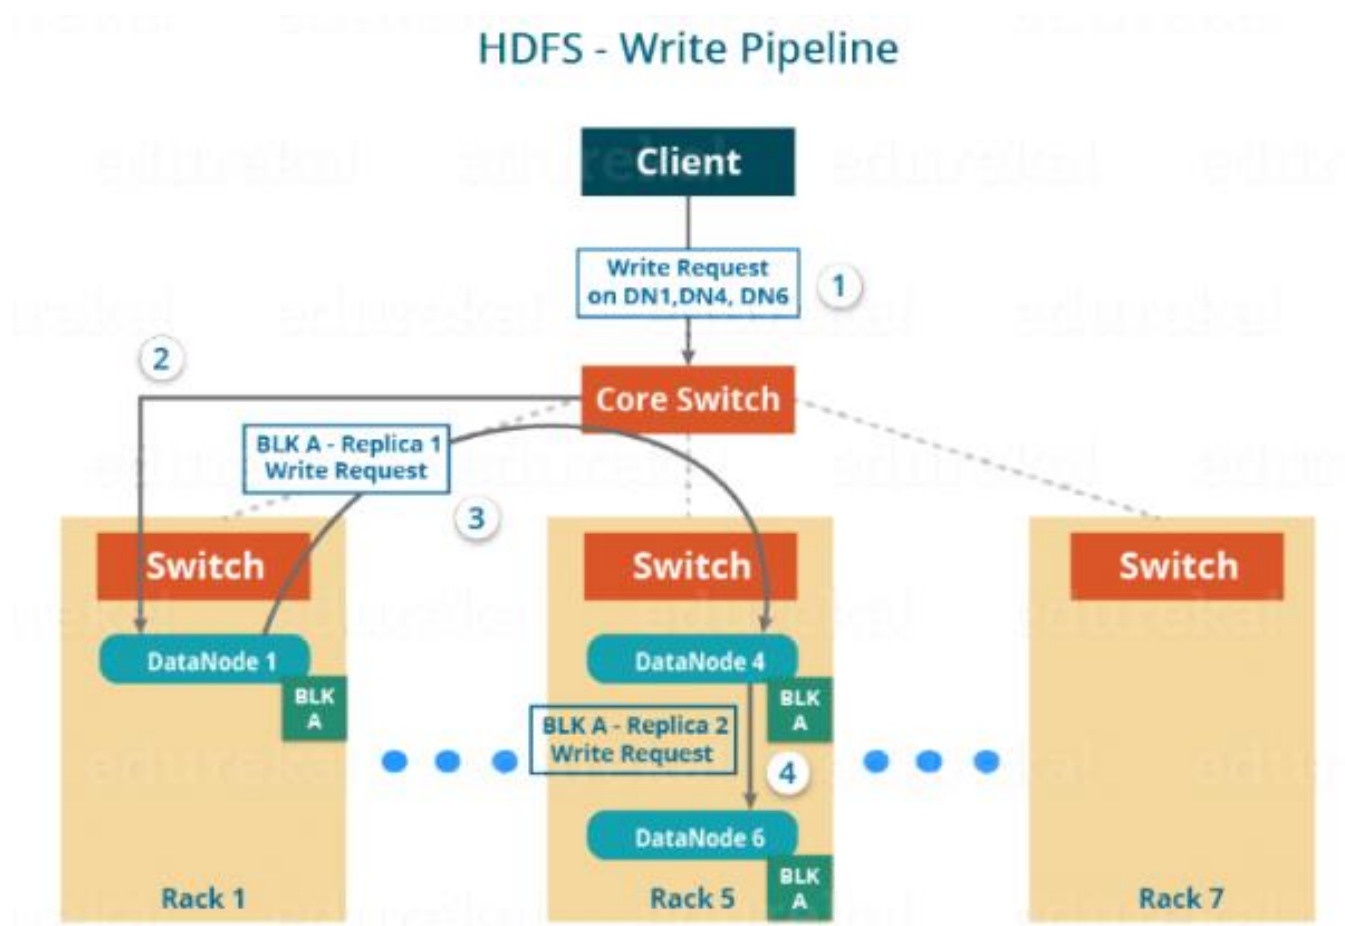 HDFS - Write Pipeline
Client
Write Request
on DN1,DN4, DN6
1
2
Core Switch
BLK A - Replica 1
Write Request
3
Switch
Switch
Switch
DataNode 1
DataNode 4
BLK
A
BLK
A
BLK A - Replica 2
Write Request
4
DataNode 6
BLK
A
Rack 1
Rack 5
Rack 7